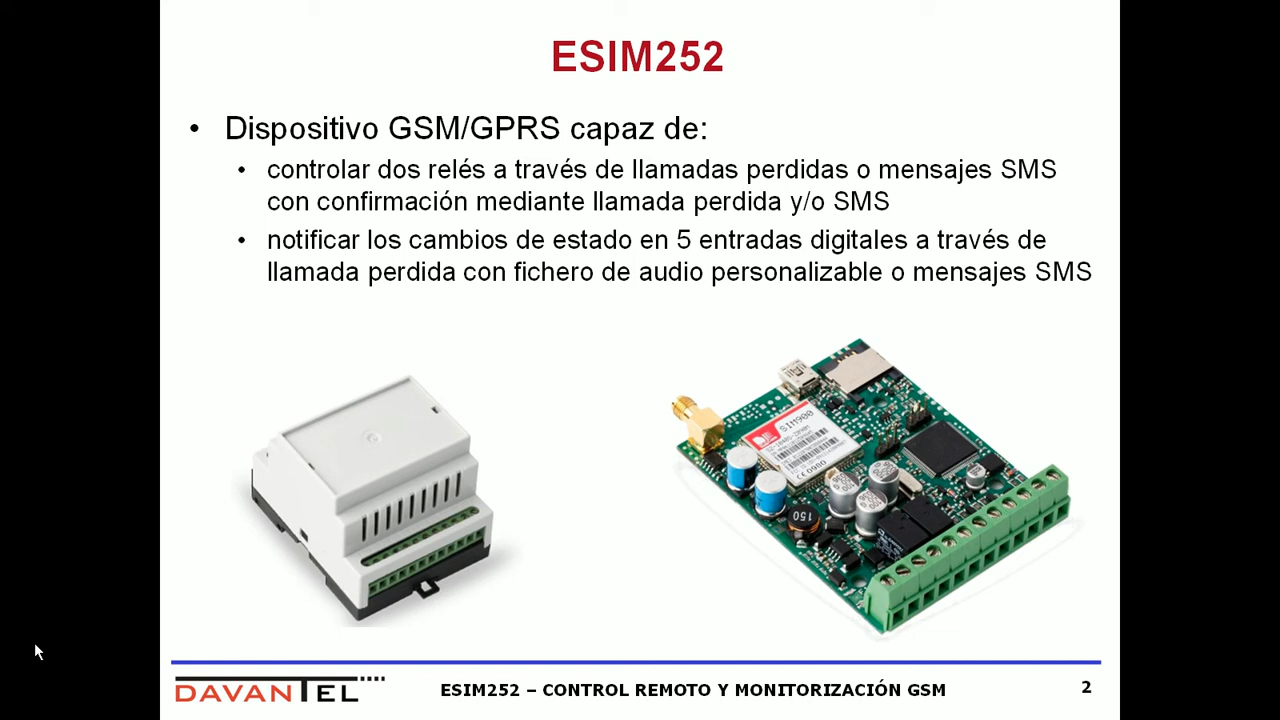 ESIM252
• Dispositivo GSM/GPRS capaz de:
• controlar dos relés a través de llamadas perdidas o mensajes SMS
con confirmación mediante llamada perdida y/o SMS
• notificar los cambios de estado en 5 entradas digitales a través de
llamada perdida con fichero de audio personalizable o mensajes SMS
SIM900
150
DAVANTEL
ESIM252 – CONTROL REMOTO Y MONITORIZACIÓN GSM
2